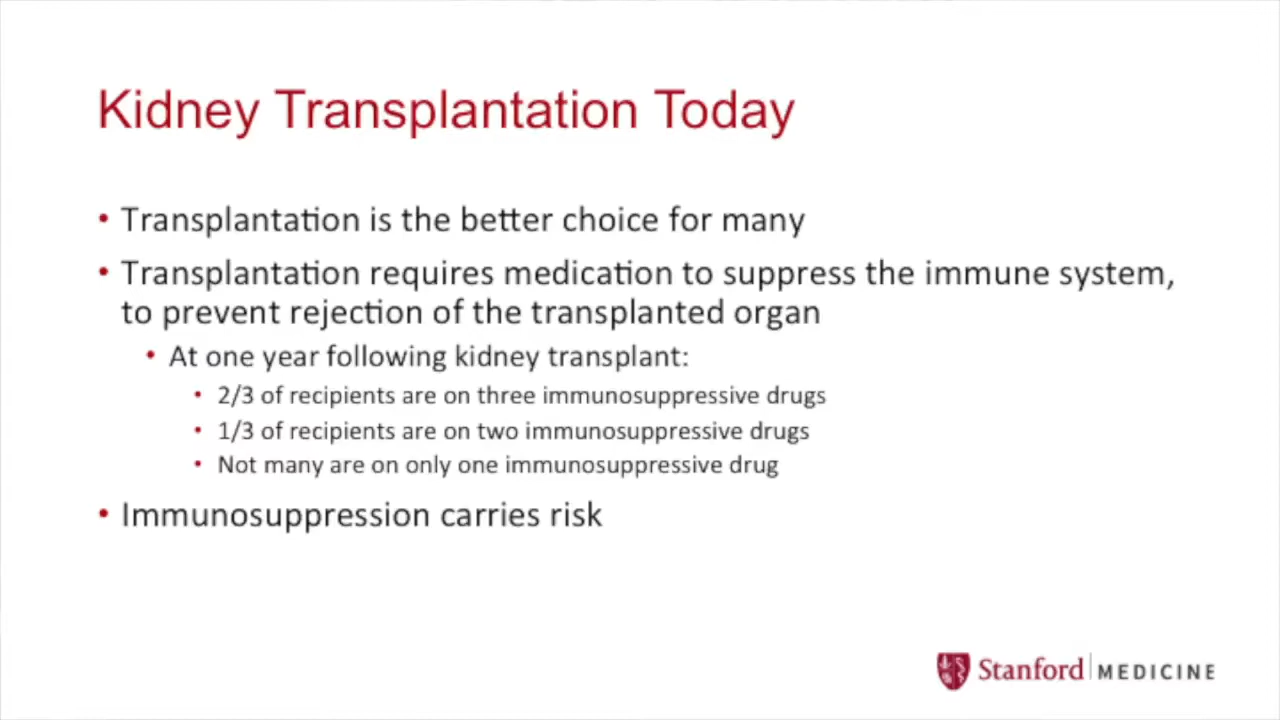 Kidney Transplantation Today
• Transplantation is the better choice for many
• Transplantation requires medication to suppress the immune system,
to prevent rejection of the transplanted organ
• At one year following kidney transplant:
• 2/3 of recipients are on three immunosuppressive drugs
• 1/3 of recipients are on two immunosuppressive drugs
• Not many are on only one immunosuppressive drug
• Immunosuppression carries risk
Stanford MEDICINE